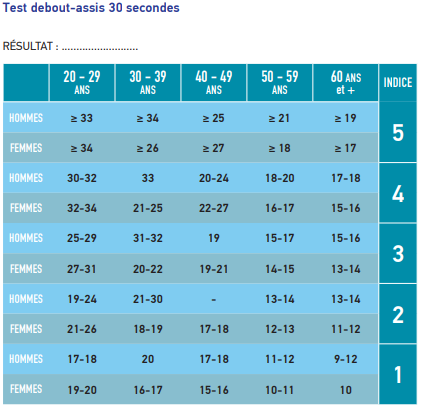 Test debout-assis 30 secondes
RÉSULTAT : ..........................
20 – 29 ANS 30 – 39 ANS 40 – 49 ANS 50 – 59 ANS 60 ANS et + INDICE
HOMMES ≥ 33 ≥ 34 ≥ 25 ≥ 21 ≥ 19 5
FEMMES ≥ 34 ≥ 26 ≥ 27 ≥ 18 ≥ 17
HOMMES 30-32 33 20-24 18-20 17-18 4
FEMMES 32-34 21-25 22-27 16-17 15-16
HOMMES 25-29 31-32 19 15-17 15-16 3
FEMMES 27-31 20-22 19-21 14-15 13-14
HOMMES 19-24 21-30 - 13-14 13-14 2
FEMMES 21-26 18-19 17-18 12-13 11-12
HOMMES 17-18 20 17-18 11-12 9-12 1
FEMMES 19-20 16-17 15-16 10-11 10